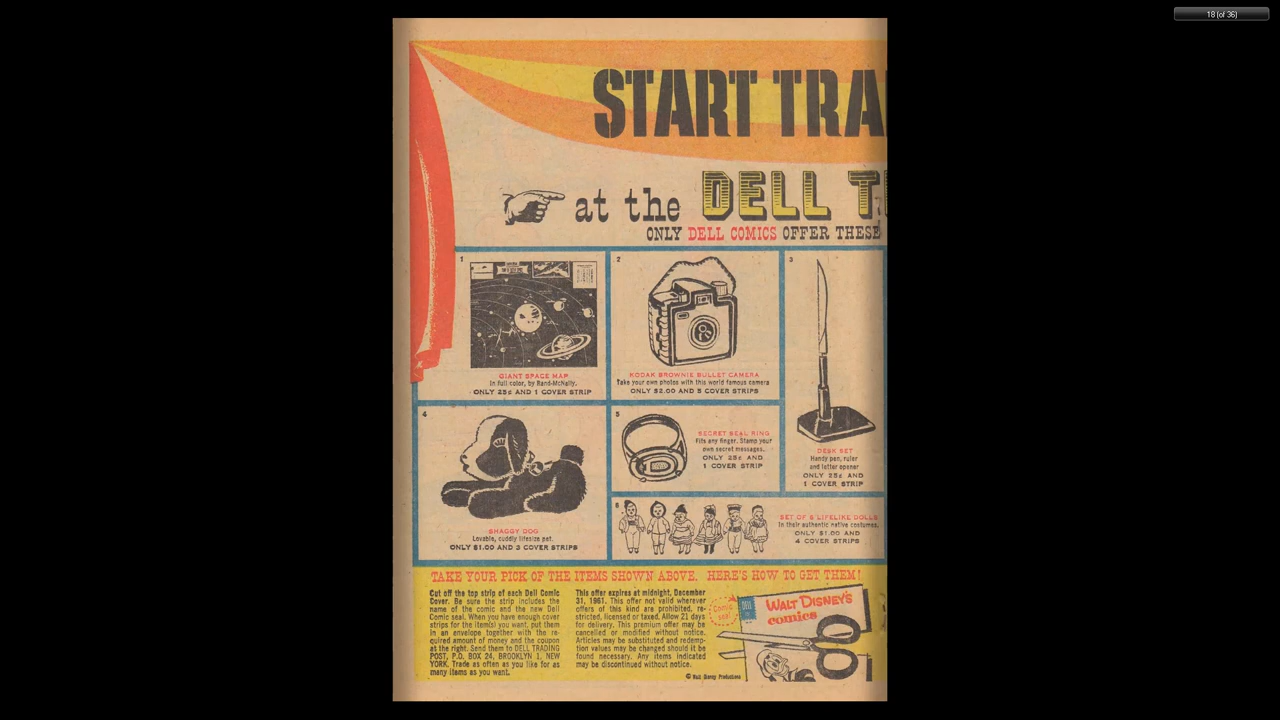 18 (of 36)
START TRA
at the DELL T
ONLY DELL COMICS OFFER THESE
1
GIANT SPACE MAP
In full color, by Rand-McNally.
ONLY 25¢ AND 1 COVER STRIP
2
KODAK BROWNIE BULLET CAMERA
Take your own photos with this world famous camera
ONLY $2.00 AND 5 COVER STRIPS
3
DESK SET
Handy pen, ruler
and letter opener
ONLY 25¢ AND
1 COVER STRIP
4
SHAGGY DOG
Lovable, cuddly lifesize pet.
ONLY $1.00 AND 3 COVER STRIPS
5
SECRET SEAL RING
Fits any finger. Stamp your
own secret messages.
ONLY 25¢ AND
1 COVER STRIP
6
SET OF 6 LIFELIKE DOLLS
In their authentic native costumes.
ONLY $1.00 AND
4 COVER STRIPS
TAKE YOUR PICK OF THE ITEMS SHOWN ABOVE. HERE'S HOW TO GET THEM!
Cut off the top strip of each Dell Comic
Cover. Be sure the strip includes the
name of the comic and the new Dell
Comic seal. When you have enough cover
strips for the item(s) you want, put them
in an envelope together with the re-
quired amount of money and the coupon
at the right. Send them to DELL TRADING
POST, P.O. BOX 24, BROOKLYN 1, NEW
YORK. Trade as often as you like for as
many items as you want.
This offer expires at midnight, December
31, 1961. This offer not valid wherever
offers of this kind are prohibited, re-
stricted, licensed or taxed. Allow 21 days
for delivery. This premium offer may be
cancelled or modified without notice.
Articles may be substituted and redemp-
tion values may be changed should it be
found necessary. Any items indicated
may be discontinued without notice.
Comic
seal
DELL
WALT DISNEY'S
comics
© Walt Disney Productions